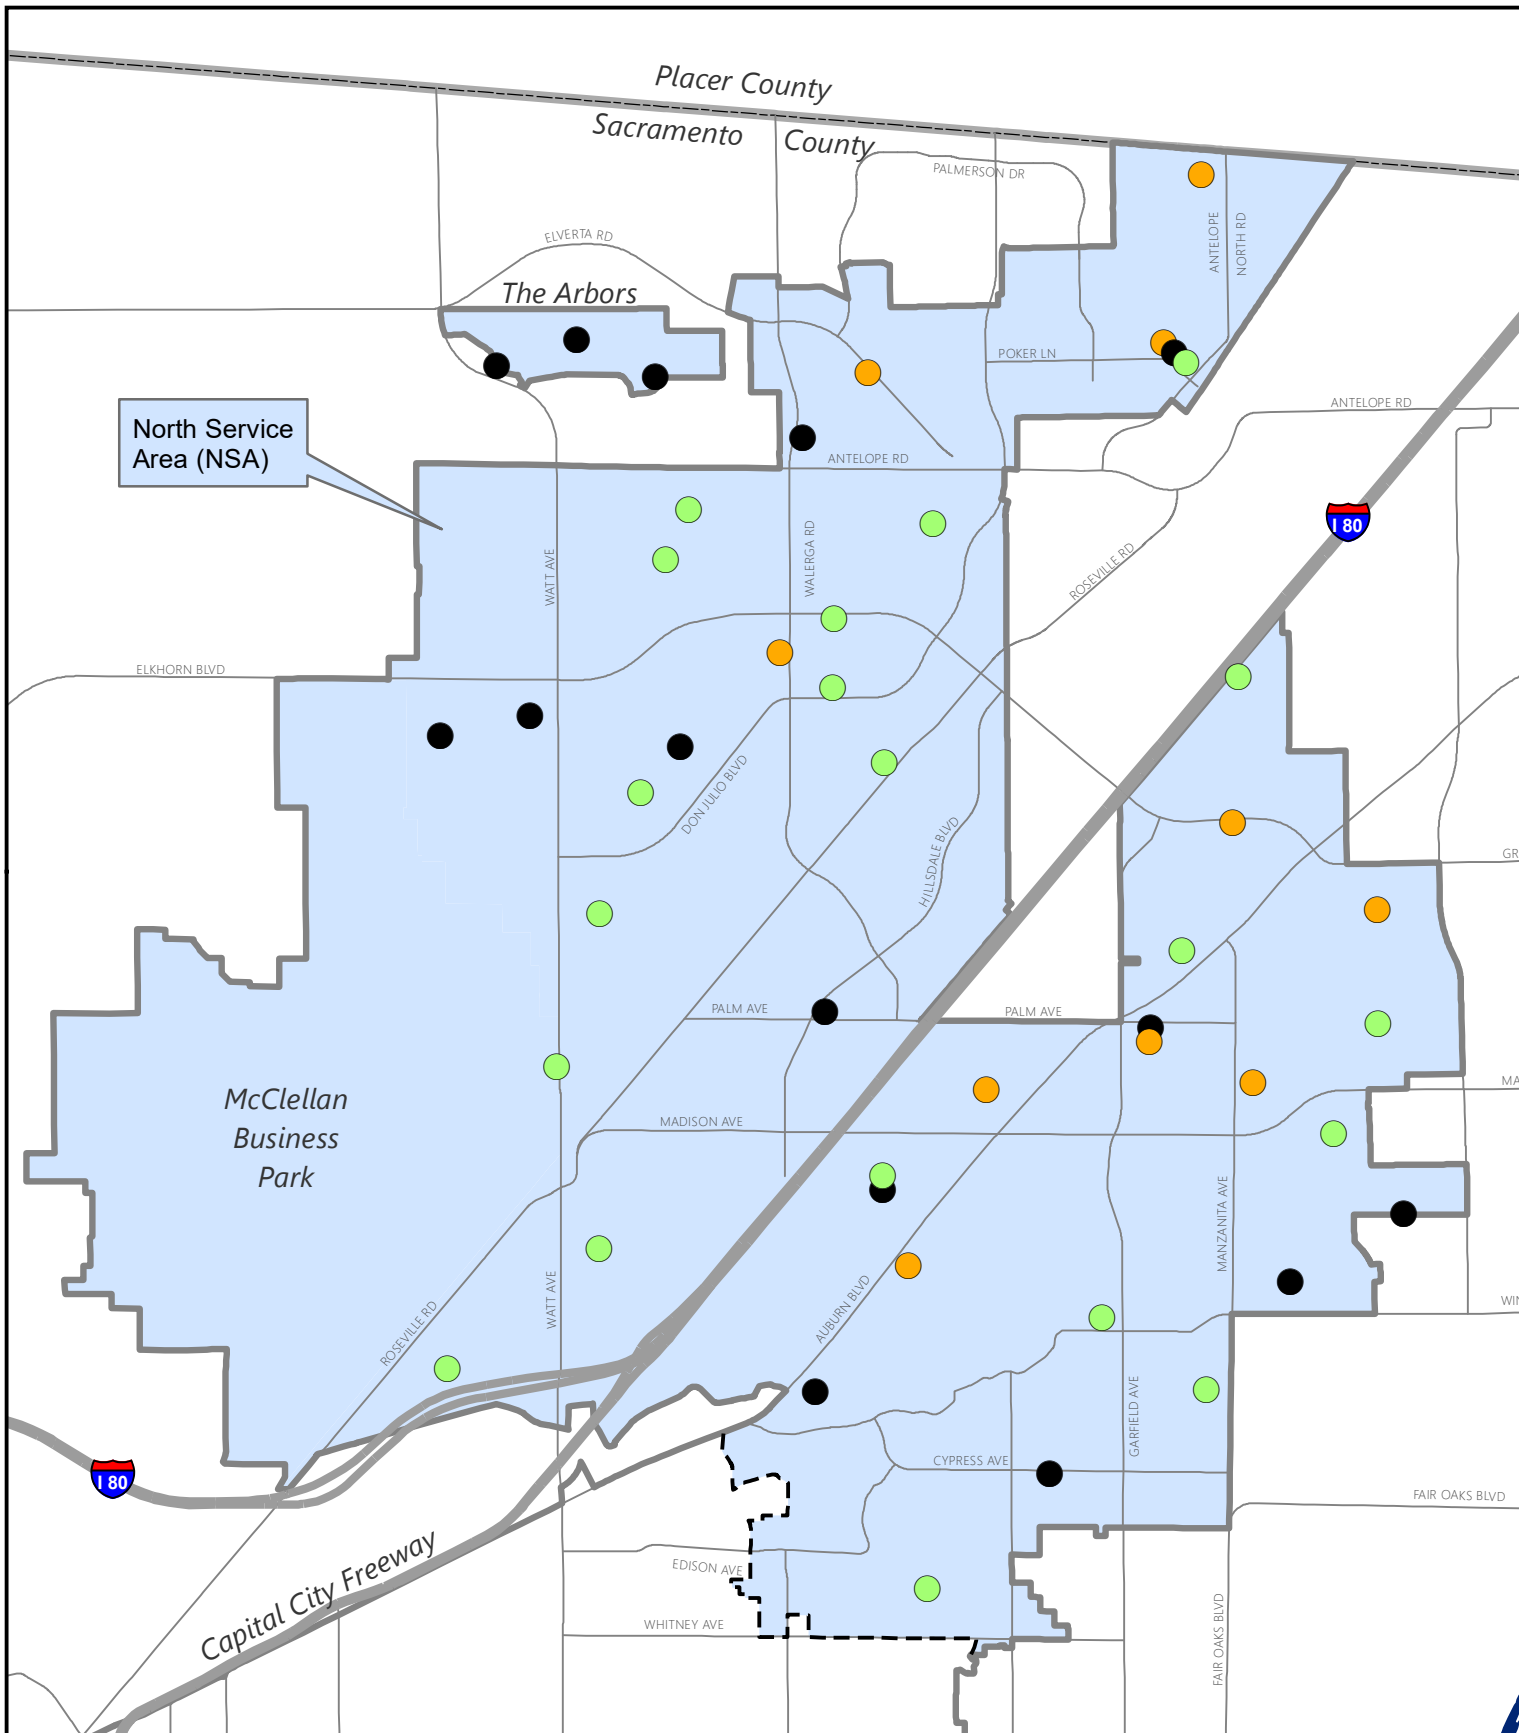 Placer County
Sacramento County
PALMERSON DR
ANTELOPE
NORTH RD
ELVERTA RD
The Arbors
POKER LN
ANTELOPE RD
North Service
Area (NSA)
ANTELOPE RD
I 80
WATT AVE
WALERGA RD
ROSEVILLE RD
ELKHORN BLVD
DON JULIO BLVD
HILLSDALE BLVD
GR
PALM AVE
PALM AVE
McClellan
Business
Park
MA
MADISON AVE
MANZANITA AVE
WATT AVE
AUBURN BLVD
WIN
ROSEVILLE RD
GARFIELD AVE
CYPRESS AVE
I 80
FAIR OAKS BLVD
Capital City Freeway
EDISON AVE
WHITNEY AVE
FAIR OAKS BLVD